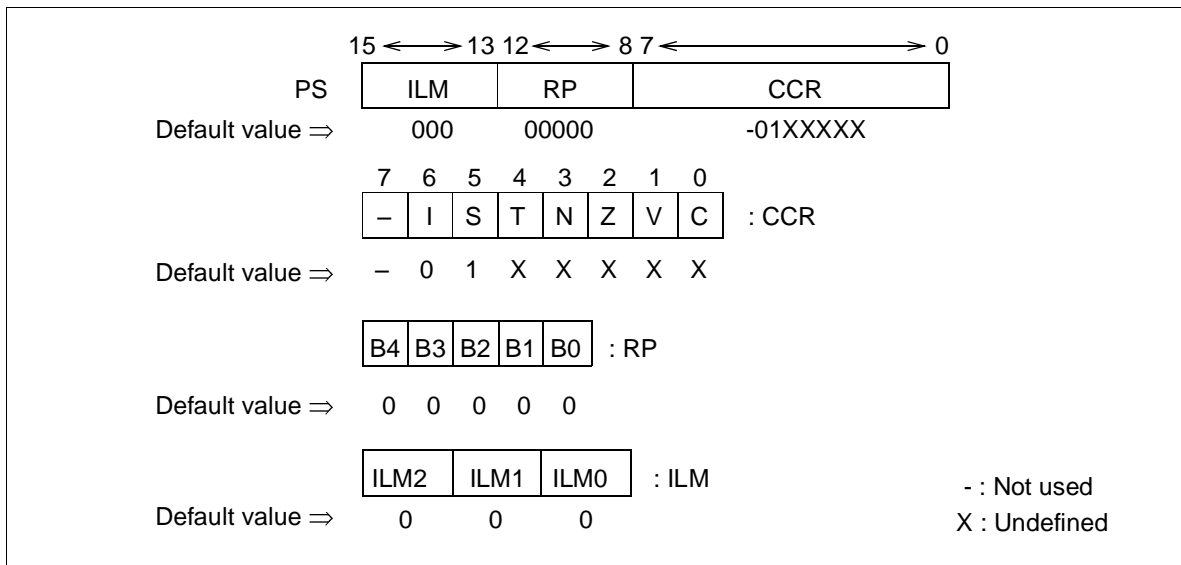 15 13 12 8 7 0
PS ILM RP CCR
Default value ⇒ 000 00000 -01XXXXX
7 6 5 4 3 2 1 0
– I S T N Z V C : CCR
Default value ⇒ – 0 1 X X X X X
B4 B3 B2 B1 B0 : RP
Default value ⇒ 0 0 0 0 0
ILM2 ILM1 ILM0 : ILM
Default value ⇒ 0 0 0
- : Not used
X : Undefined